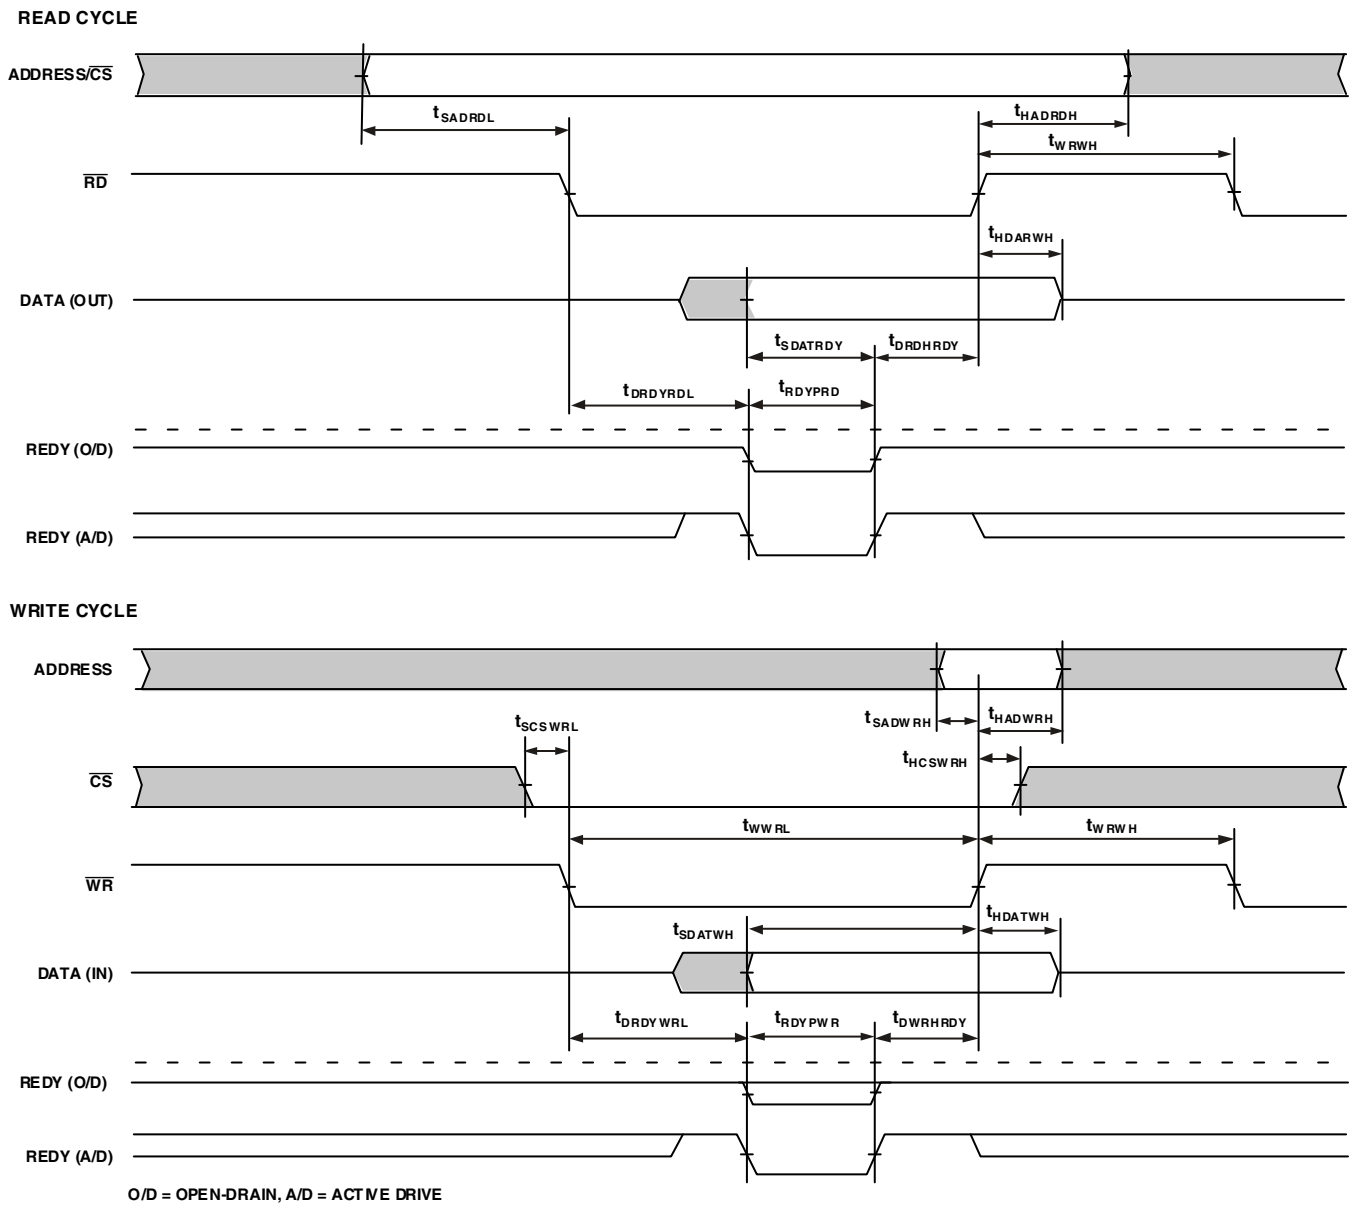 READ CYCLE
ADDRESS/CS
tSADRDL
tHADRDH
tWRWH
RD
tHDARWH
DATA (OUT)
tSDATRDY
tDRDHRDY
tDRDYRDL
tRDYPRD
REDY (O/D)
REDY (A/D)
WRITE CYCLE
ADDRESS
tSCSWRL
tSADWRH
tHADWRH
tHCSWRH
CS
tWWRL
tWRWH
WR
tSDATWH
tHDATWH
DATA (IN)
tDRDYWRL
tRDYPWR
tDWRHRDY
REDY (O/D)
REDY (A/D)
O/D = OPEN-DRAIN, A/D = ACTIVE DRIVE